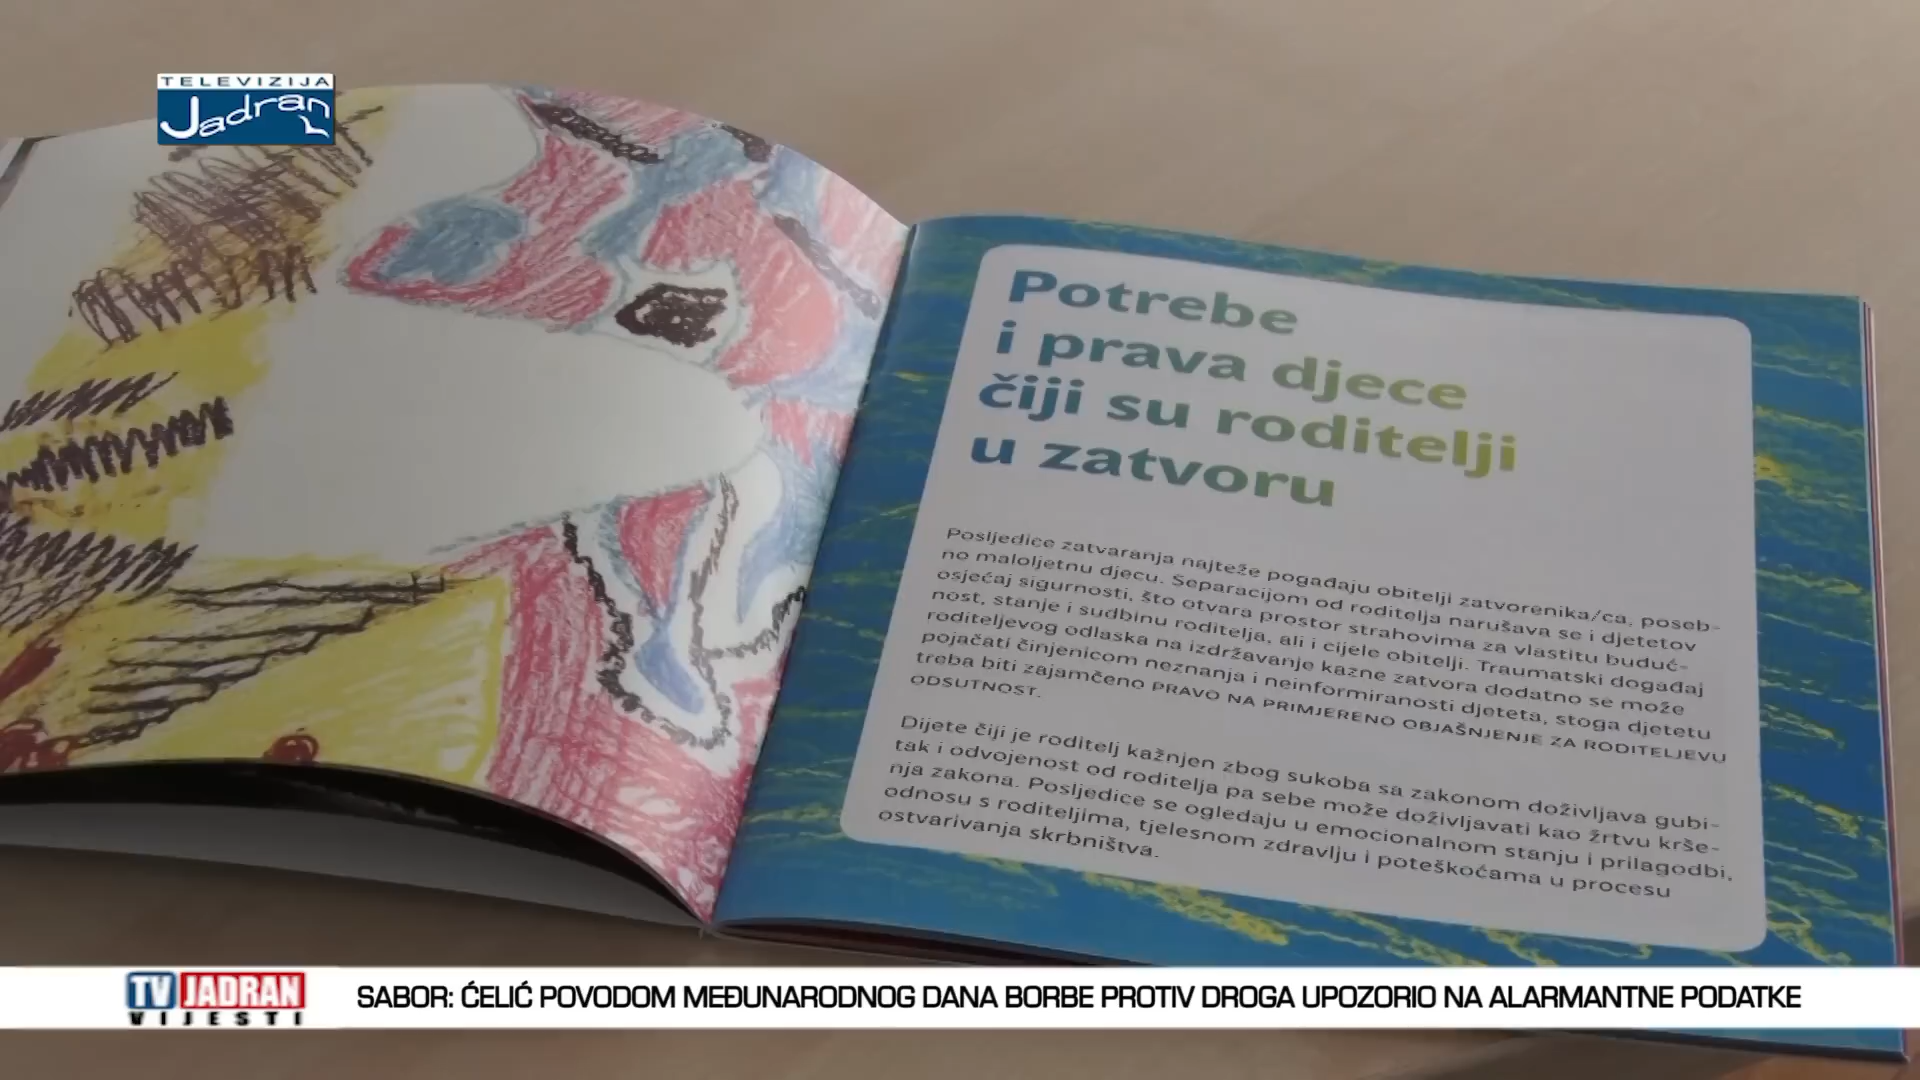 TELEVIZIJA
Jadran
Potrebe
i prava djece
čiji su roditelji
u zatvoru
Posljedice zatvaranja najteže pogađaju obitelji zatvorenika/ca, poseb-
no maloljetnu djecu. Separacijom od roditelja narušava se i djetetov
osjećaj sigurnosti, što otvara prostor strahovima za vlastitu buduć-
nost, stanje i sudbinu roditelja, ali i cijele obitelji. Traumatski događaj
roditeljevog odlaska na izdržavanje kazne zatvora dodatno se može
pojačati činjenicom neznanja i neinformiranosti djeteta, stoga djetetu
treba biti zajamčeno PRAVO NA PRIMJERENO OBJAŠNJENJE ZA RODITELJEVU
ODSUTNOST.
Dijete čiji je roditelj kažnjen zbog sukoba sa zakonom doživljava gubi-
tak i odvojenost od roditelja pa sebe može doživljavati kao žrtvu krše-
nja zakona. Posljedice se ogledaju u emocionalnom stanju i prilagodbi,
odnosu s roditeljima, tjelesnom zdravlju i poteškoćama u procesu
ostvarivanja skrbništva.
TV JADRAN
VIJESTI
SABOR: ĆELIĆ POVODOM MEĐUNARODNOG DANA BORBE PROTIV DROGA UPOZORIO NA ALARMANTNE PODATKE